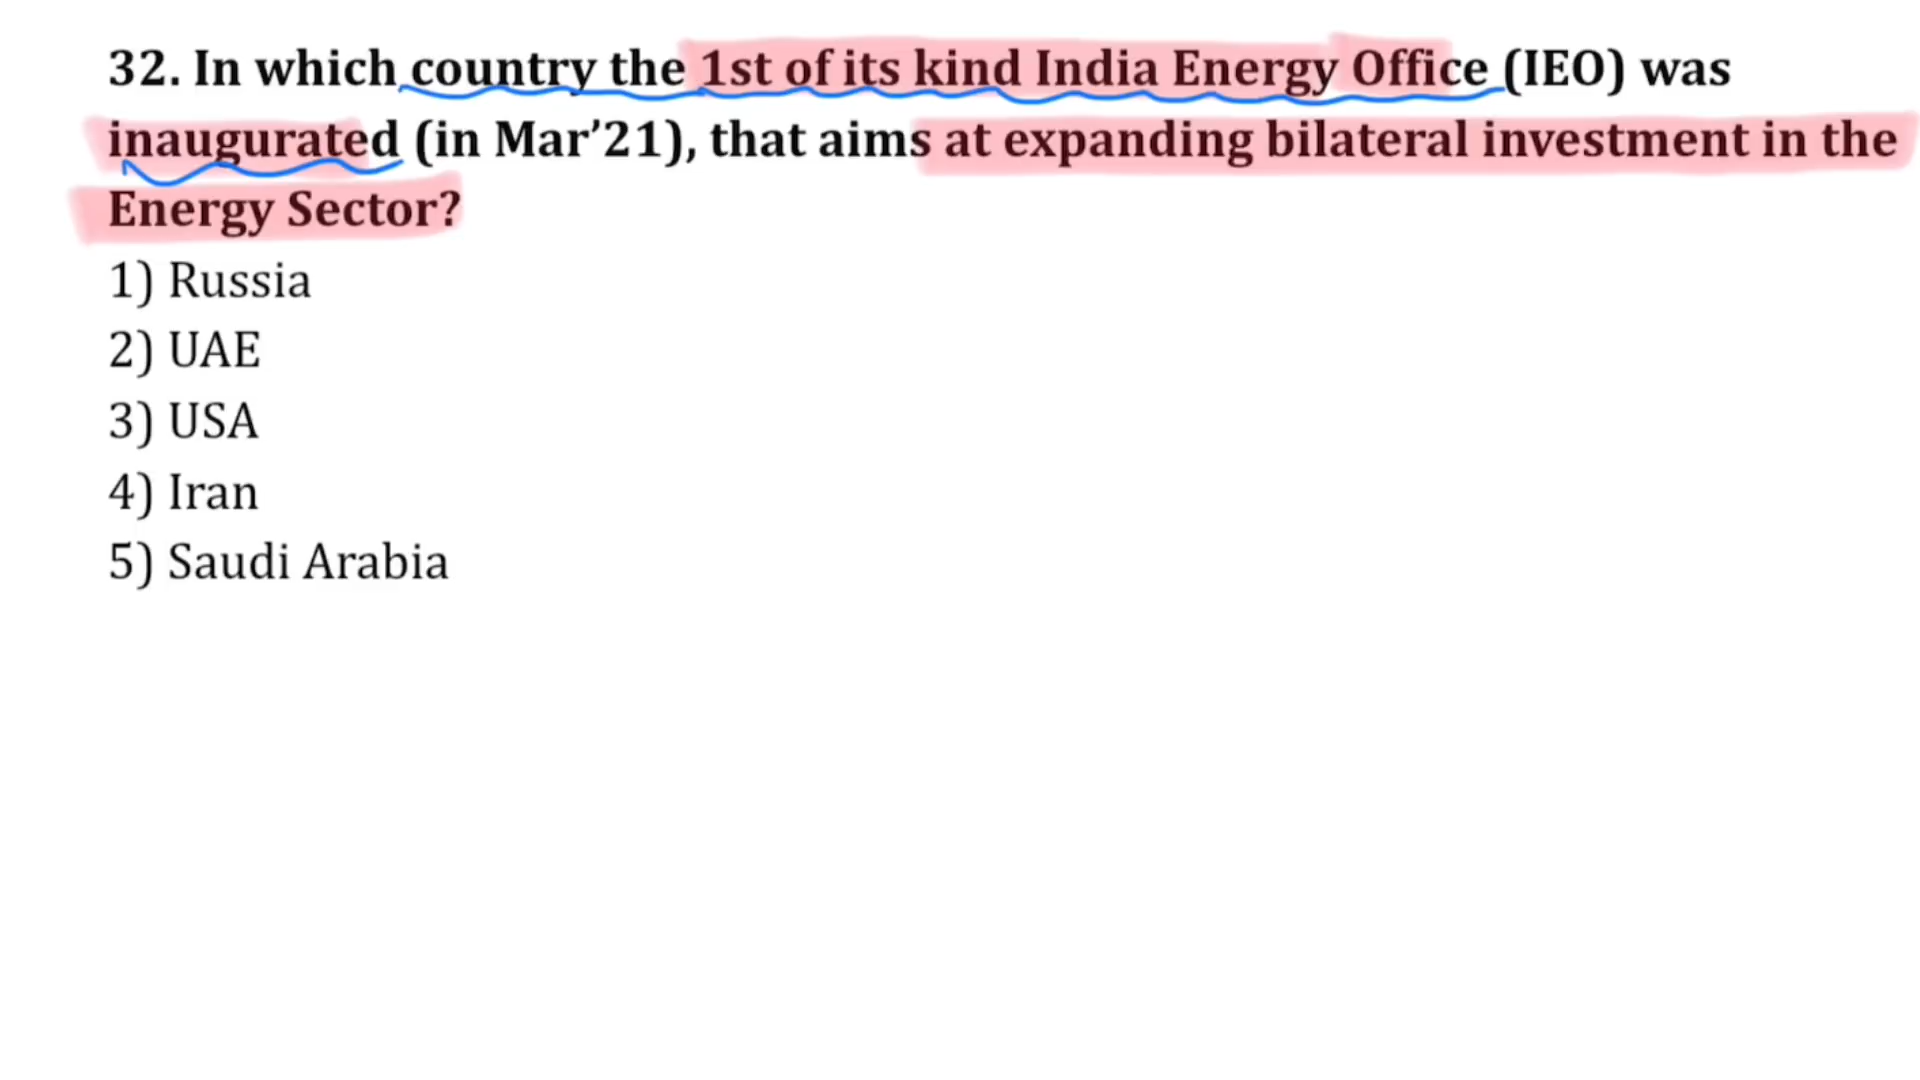 32. In which country the 1st of its kind India Energy Office (IEO) was
inaugurated (in Mar’21), that aims at expanding bilateral investment in the
Energy Sector?
1) Russia
2) UAE
3) USA
4) Iran
5) Saudi Arabia